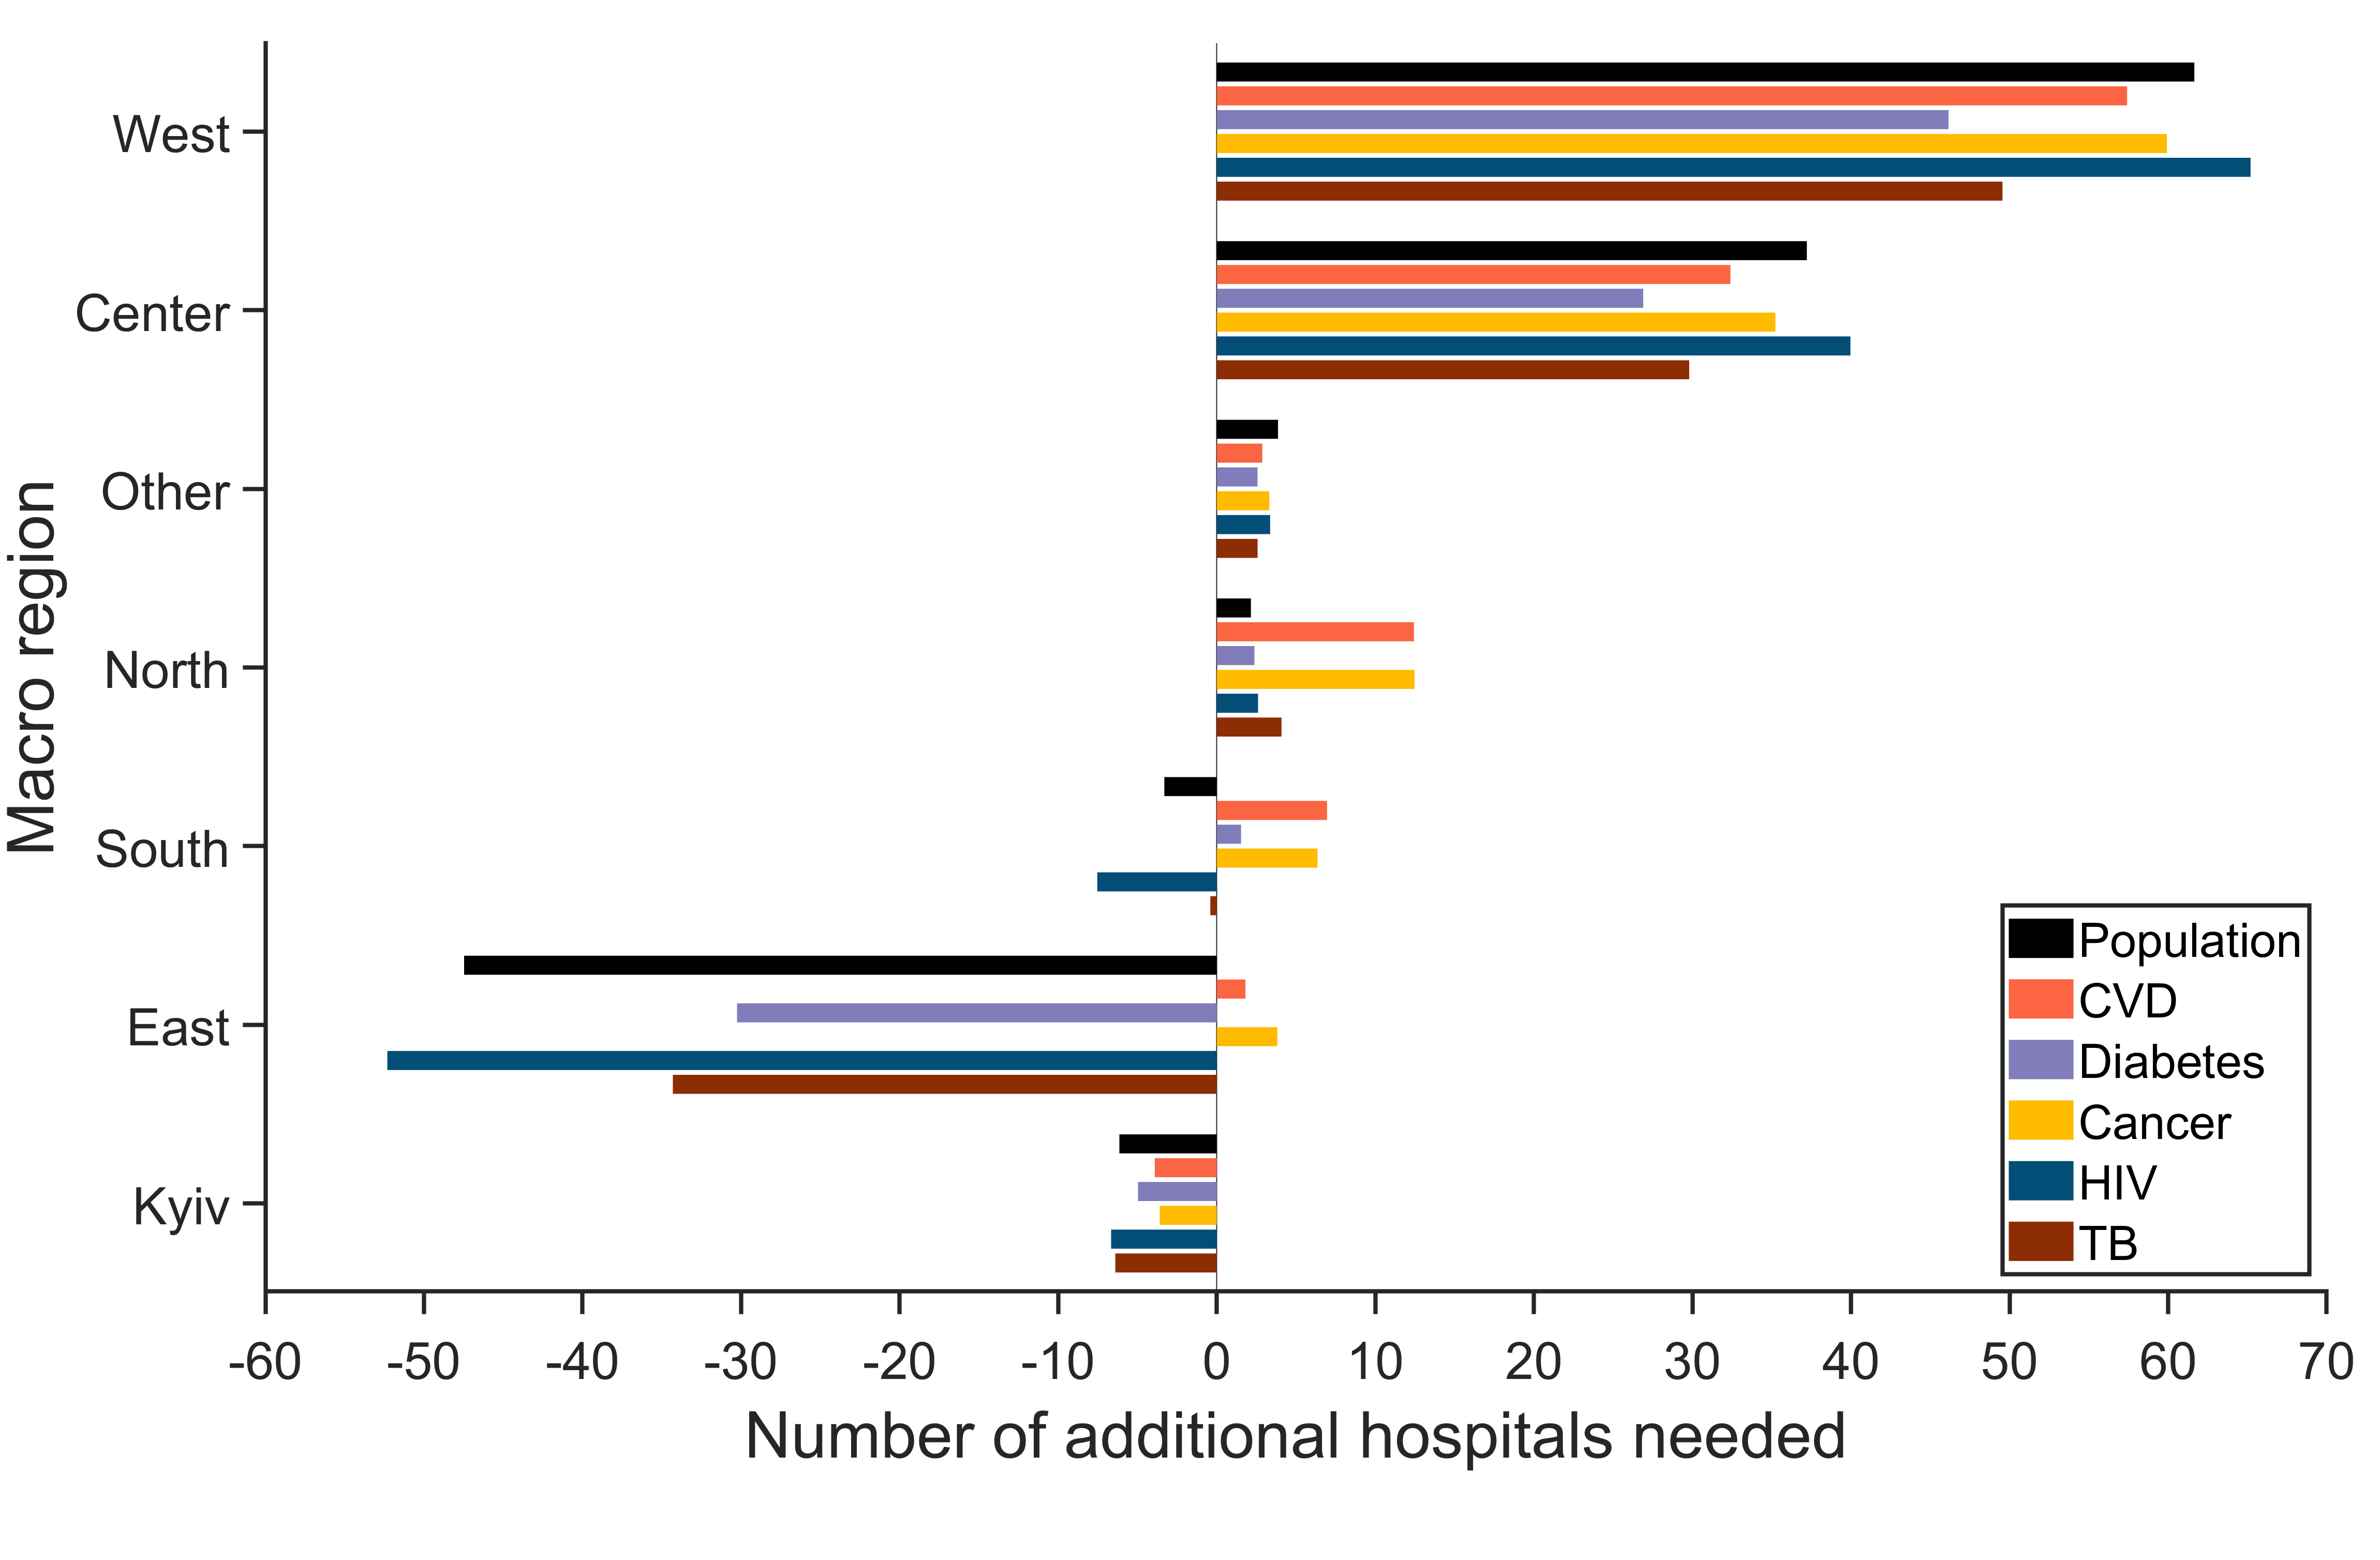 West
Center
Other
North
South
East
Kyiv
Macro region
Population
CVD
Diabetes
Cancer
HIV
TB
-60 -50 -40 -30 -20 -10 0 10 20 30 40 50 60 70
Number of additional hospitals needed